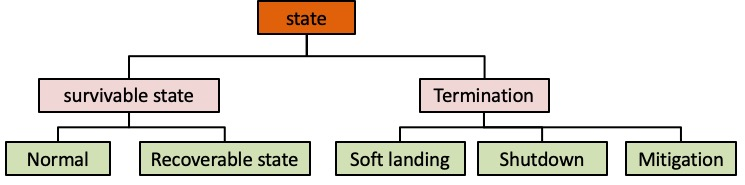 state
survivable state
Termination
Normal
Recoverable state
Soft landing
Shutdown
Mitigation